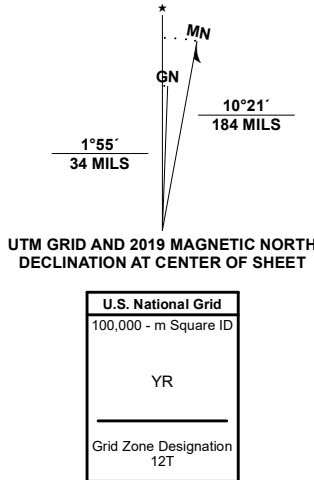 ★
MN
GN
1°55´
34 MILS
10°21´
184 MILS
UTM GRID AND 2019 MAGNETIC NORTH
DECLINATION AT CENTER OF SHEET
U.S. National Grid
100,000 - m Square ID
YR
Grid Zone Designation
12T